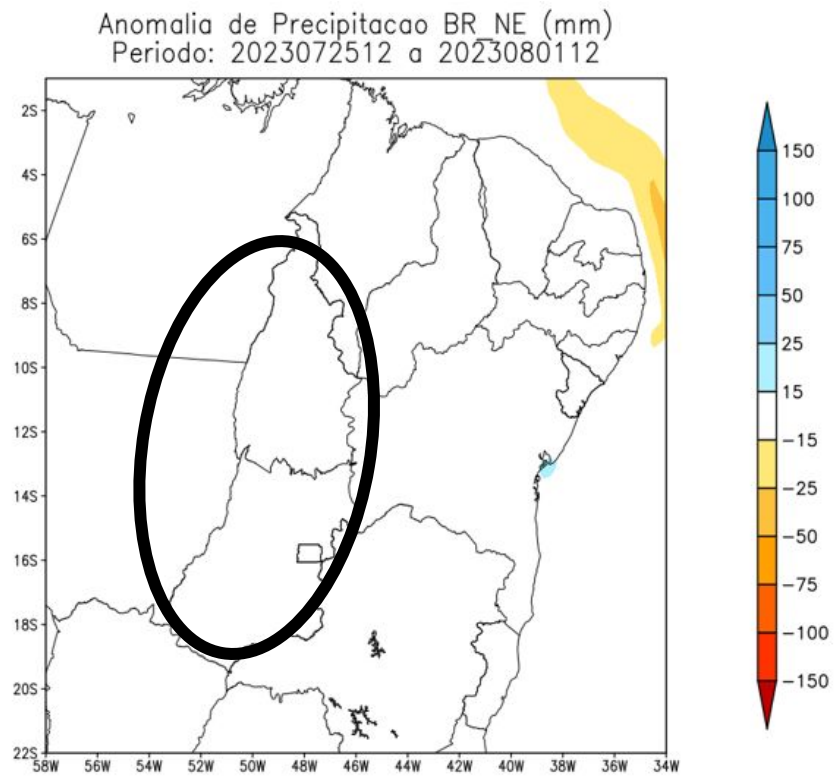 Anomalia de Precipitacao BR_NE (mm)
Periodo: 2023072512 a 2023080112
2S
4S
6S
8S
10S
12S
14S
16S
18S
20S
22S
58W 56W 54W 52W 50W 48W 46W 44W 42W 40W 38W 36W 34W
150
100
75
50
25
15
−15
−25
−50
−75
−100
−150